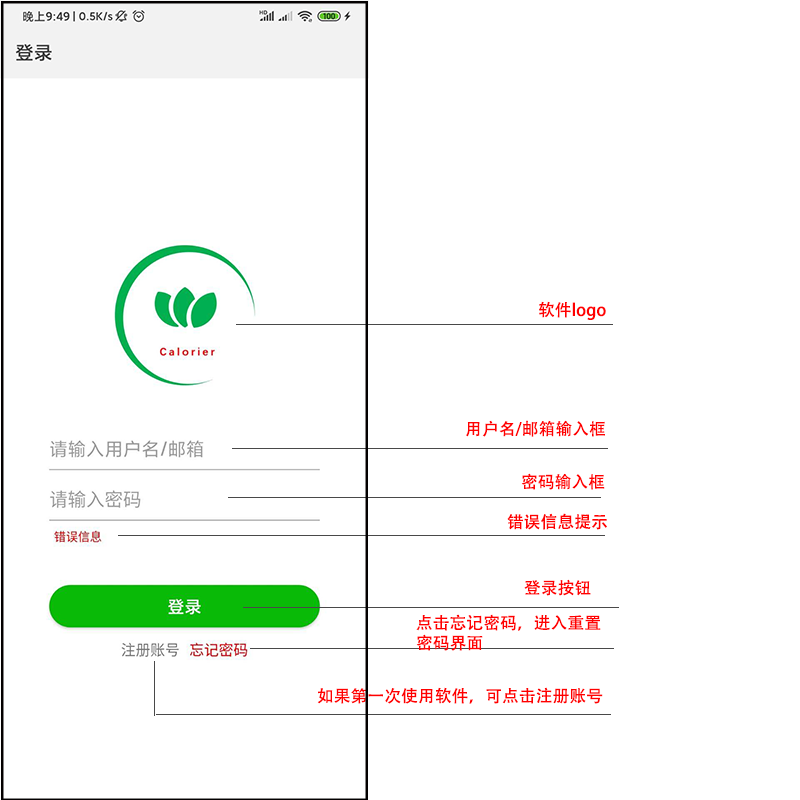 晚上9:49 | 0.5K/s
HD
100
登录
软件logo
Calorier
用户名/邮箱输入框
请输入用户名/邮箱
密码输入框
请输入密码
错误信息提示
错误信息
登录按钮
登录
点击忘记密码，进入重置
密码界面
注册账号 忘记密码
如果第一次使用软件，可点击注册账号